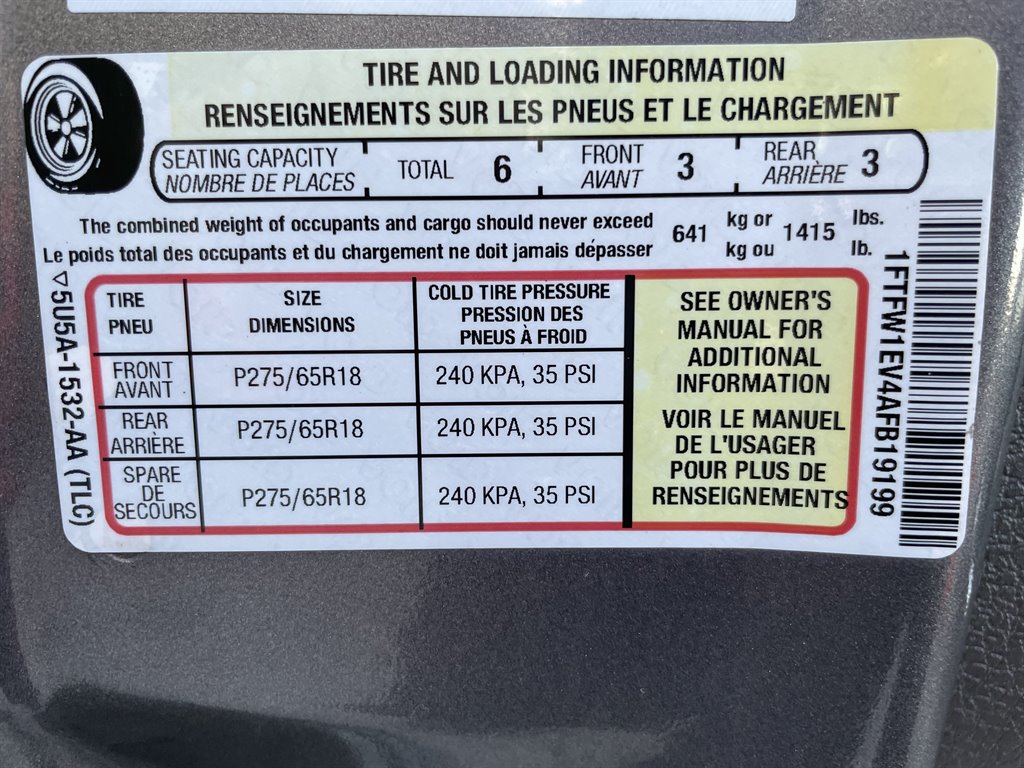 TIRE AND LOADING INFORMATION
RENSEIGNEMENTS SUR LES PNEUS ET LE CHARGEMENT
SEATING CAPACITY
NOMBRE DE PLACES
TOTAL 6
FRONT
AVANT
3
REAR
ARRIÈRE
3
The combined weight of occupants and cargo should never exceed 641 kg or 1415 lbs.
Le poids total des occupants et du chargement ne doit jamais dépasser kg ou lb.
TIRE
PNEU
SIZE
DIMENSIONS
COLD TIRE PRESSURE
PRESSION DES
PNEUS À FROID
FRONT
AVANT
P275/65R18
240 KPA, 35 PSI
REAR
ARRIÈRE
P275/65R18
240 KPA, 35 PSI
SPARE
DE
SECOURS
P275/65R18
240 KPA, 35 PSI
SEE OWNER'S
MANUAL FOR
ADDITIONAL
INFORMATION
VOIR LE MANUEL
DE L'USAGER
POUR PLUS DE
RENSEIGNEMENTS
5U5A-1532-AA (TLC)
1FTFW1EV4AFB19199